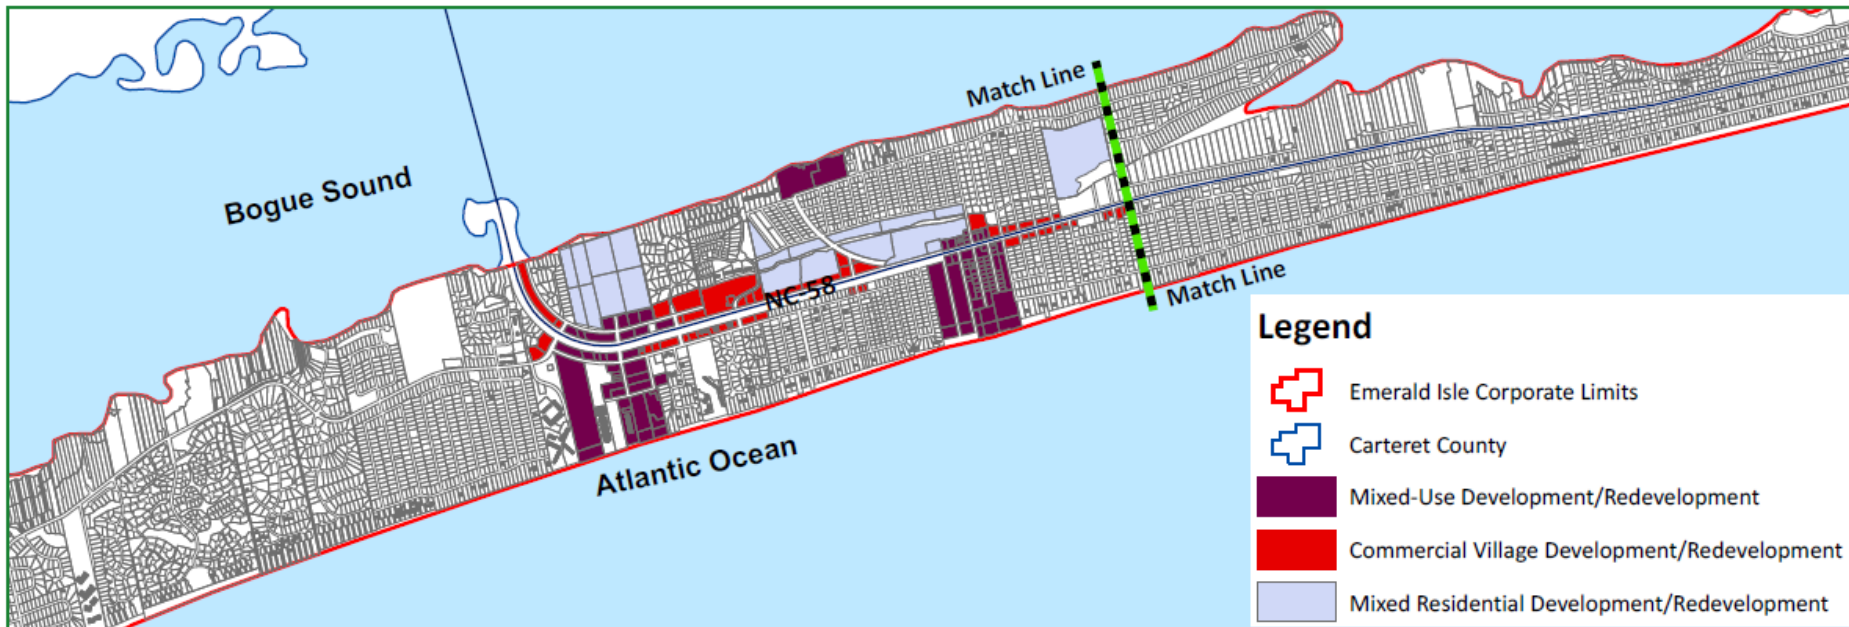 Match Line
Bogue Sound
NC-58
Match Line
Atlantic Ocean
Legend
Emerald Isle Corporate Limits
Carteret County
Mixed-Use Development/Redevelopment
Commercial Village Development/Redevelopment
Mixed Residential Development/Redevelopment